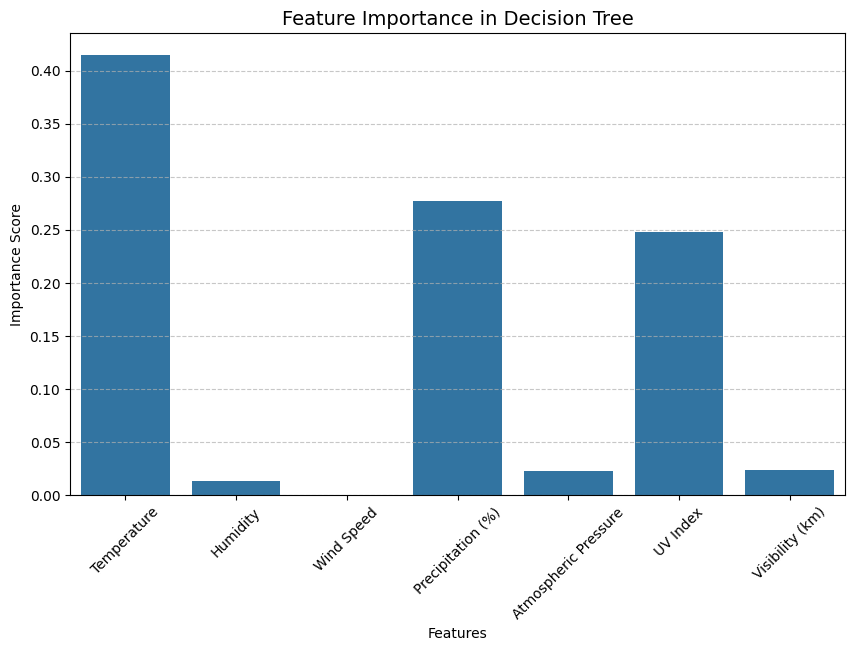 Feature Importance in Decision Tree
Importance Score
0.40
0.35
0.30
0.25
0.20
0.15
0.10
0.05
0.00
Temperature
Humidity
Wind Speed
Precipitation (%)
Atmospheric Pressure
UV Index
Visibility (km)
Features